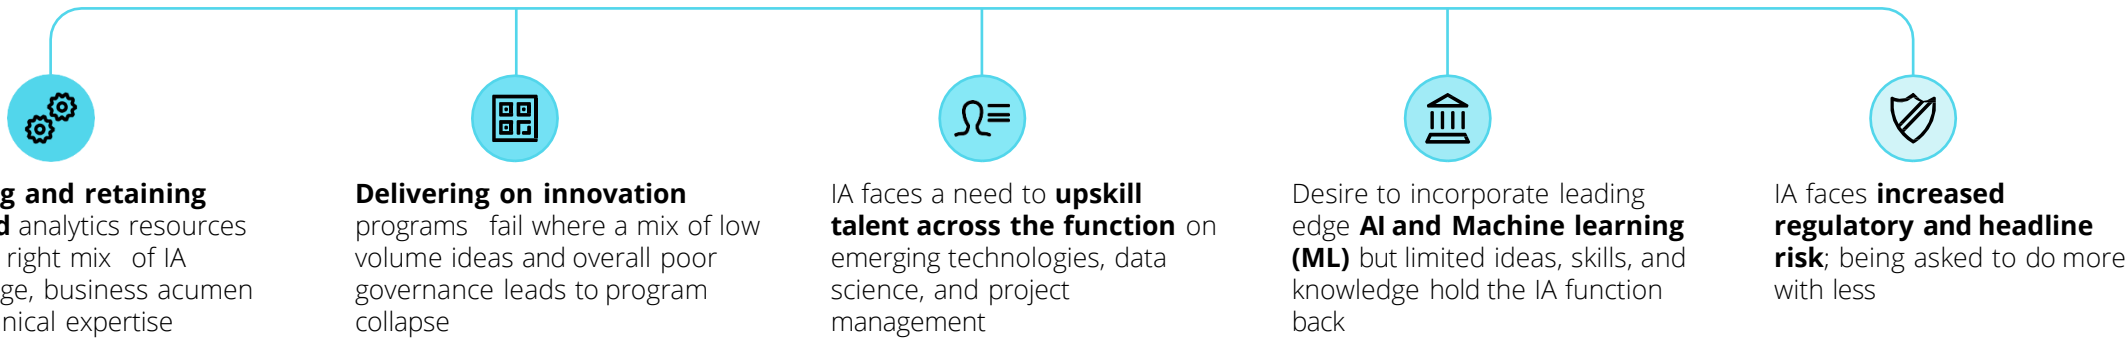 g and retaining
d analytics resources
right mix of IA
ge, business acumen
nical expertise
Delivering on innovation
programs fail where a mix of low
volume ideas and overall poor
governance leads to program
collapse
IA faces a need to upskill
talent across the function on
emerging technologies, data
science, and project
management
Desire to incorporate leading
edge AI and Machine learning
(ML) but limited ideas, skills, and
knowledge hold the IA function
back
IA faces increased
regulatory and headline
risk; being asked to do more
with less